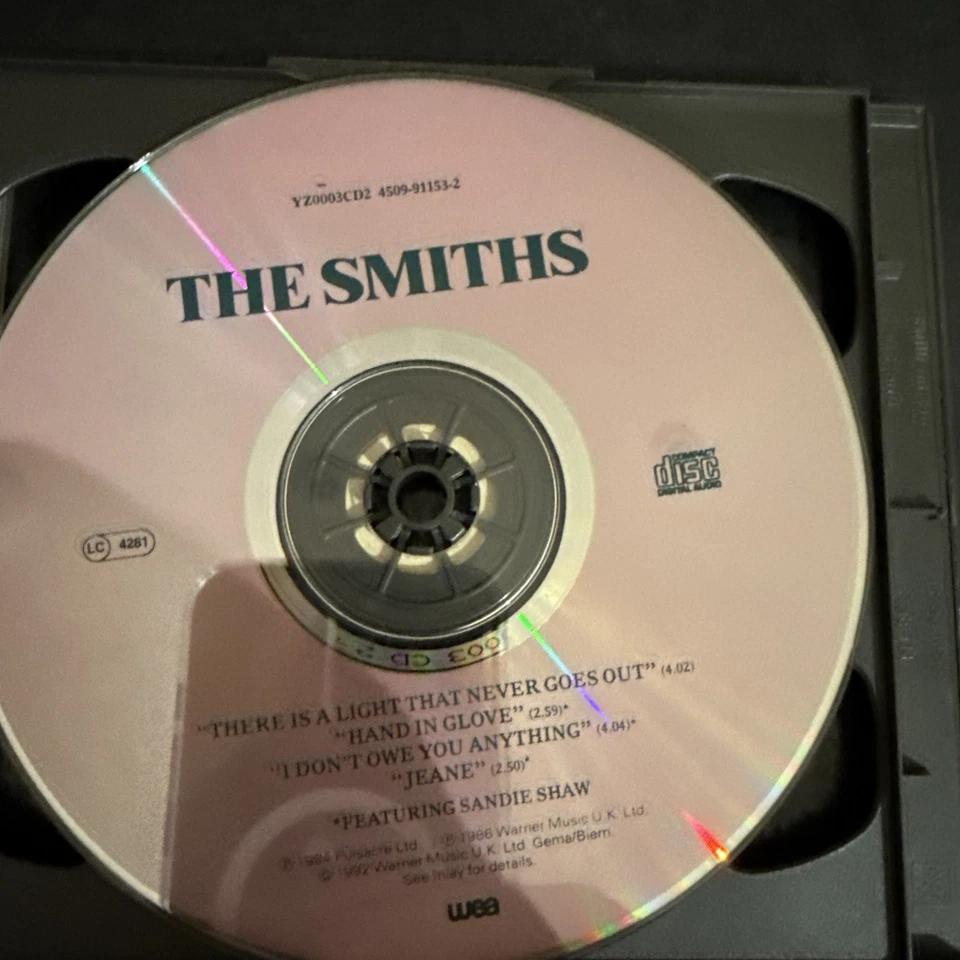 YZ0003CD2 4509-91153-2
THE SMITHS
COMPACT
disc
DIGITAL AUDIO
LC 4281
003 CD 2
"THERE IS A LIGHT THAT NEVER GOES OUT" (4.02)
"HAND IN GLOVE" (2.59)*
"I DON'T OWE YOU ANYTHING" (4.04)*
"JEANE" (2.50)*
*FEATURING SANDIE SHAW
℗ 1984 Pulsacre Ltd. ℗ 1986 Warner Music U.K. Ltd.
© 1992 Warner Music U.K. Ltd. Gema/Biem.
See Inlay for details.
wea